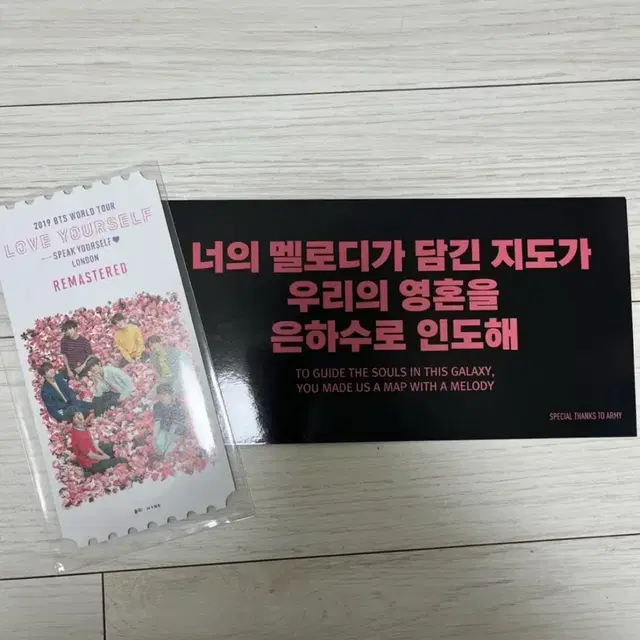 2019 BTS WORLD TOUR
LOVE YOURSELF
SPEAK YOURSELF♥
LONDON
REMASTERED
너의 멜로디가 담긴 지도가
우리의 영혼을
은하수로 인도해
TO GUIDE THE SOULS IN THIS GALAXY,
YOU MADE US A MAP WITH A MELODY
SPECIAL THANKS TO ARMY